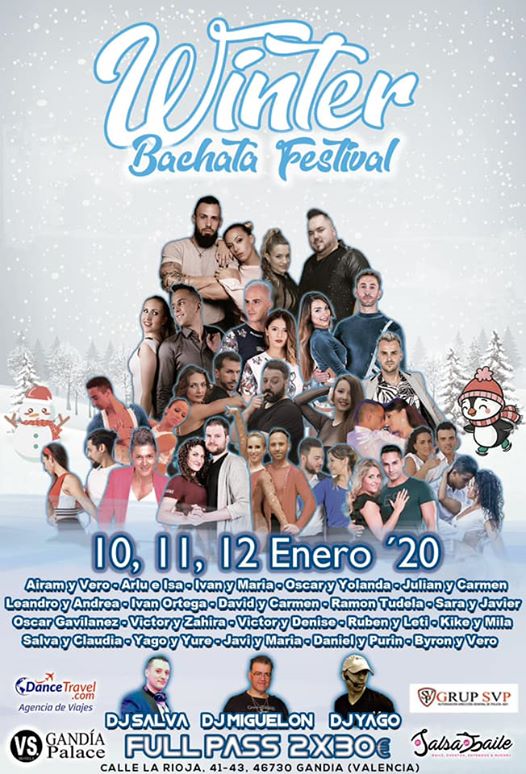 Winter
Bachata Festival
10, 11, 12 Enero ´20
Airam y Vero - Arlu e Isa - Ivan y Maria - Oscar y Yolanda - Julian y Carmen
Leandro y Andrea - Ivan Ortega - David y Carmen - Ramon Tudela - Sara y Javier
Oscar Gavilanez - Victor y Zahira - Victor y Denise - Ruben y Leti - Kike y Mila
Salva y Claudia - Yago y Yure - Javi y Maria - Daniel y Purin - Byron y Vero
DanceTravel
.com
Agencia de Viajes
DJ SALVA DJ MIGUELON DJ YAGO
SV GRUP SVP
VS GANDÍA
Palace
FULL PASS 2X30€
Salsa Baile
CALLE LA RIOJA, 41-43, 46730 GANDIA (VALENCIA)